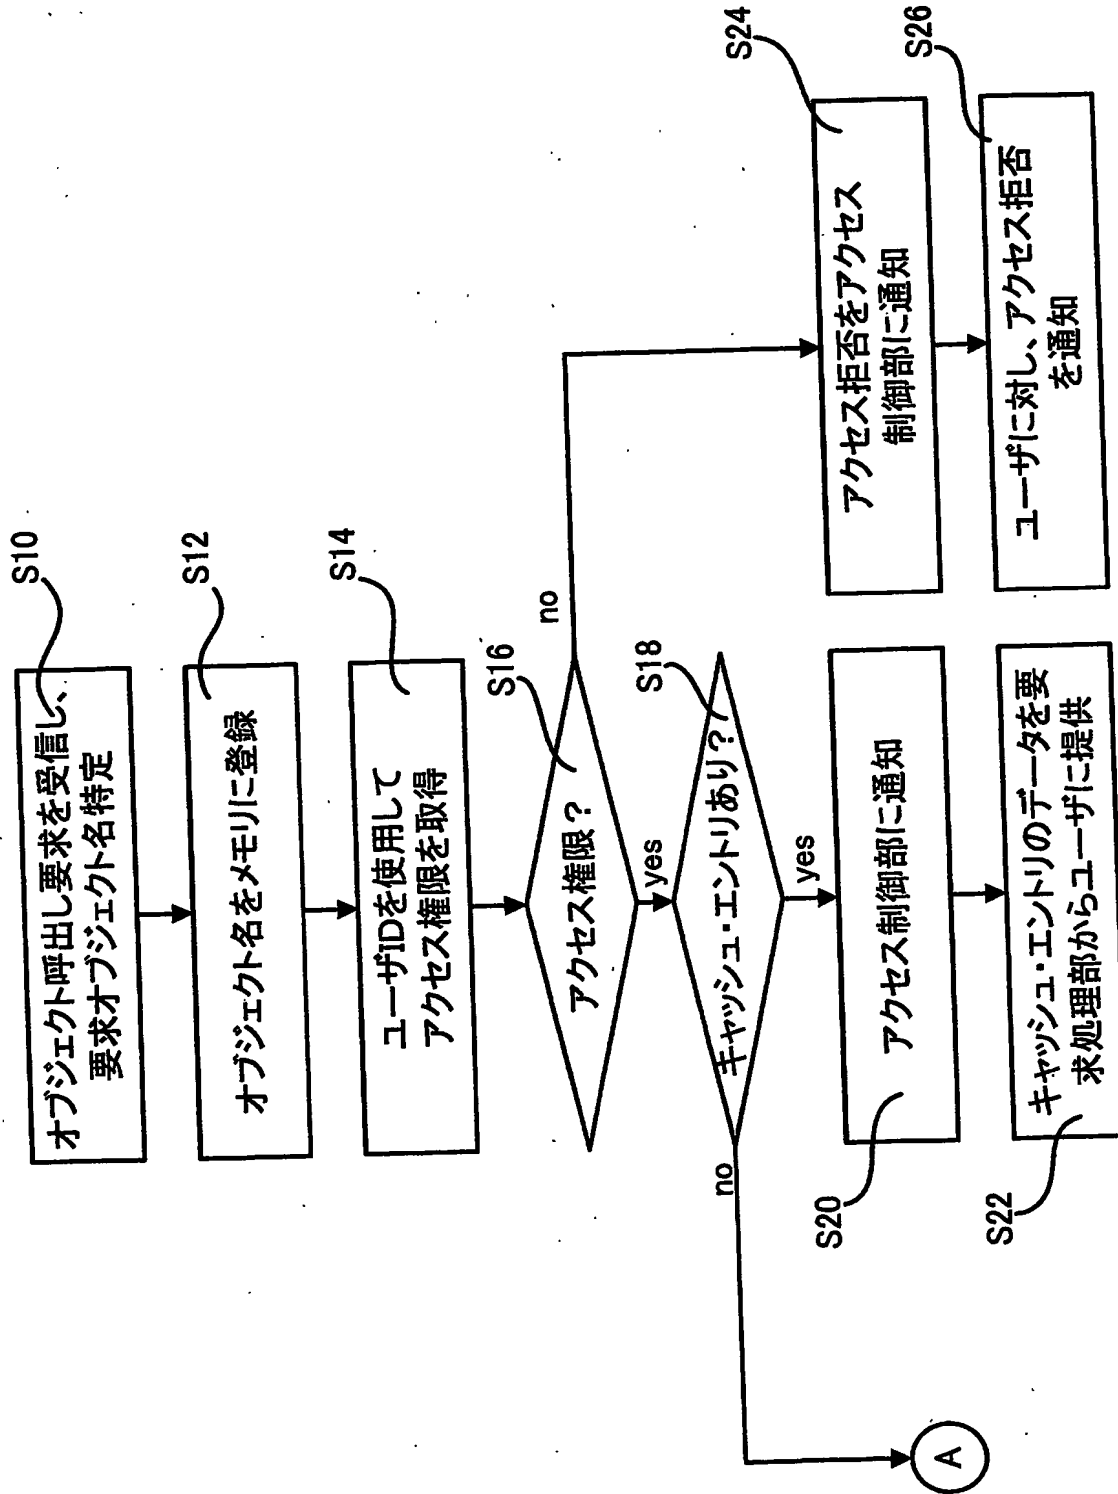 S10
オブジェクト呼出し要求を受信し、
要求オブジェクト名特定
S12
オブジェクト名をメモリに登録
S14
ユーザIDを使用して
アクセス権限を取得
S16
アクセス権限?
no
yes
S18
キャッシュ・エントリあり?
no
yes
S20
アクセス制御部に通知
S22
キャッシュ・エントリのデータを要
求処理部からユーザに提供
S24
アクセス拒否をアクセス
制御部に通知
S26
ユーザに対し、アクセス拒否
を通知
A